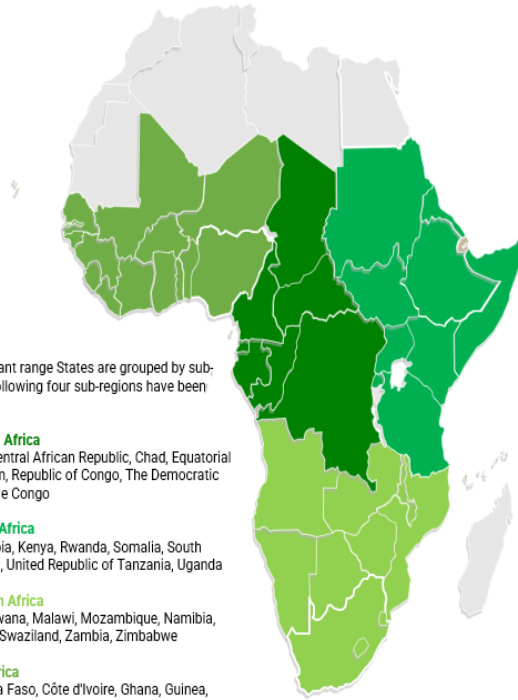 ant range States are grouped by sub-
ollowing four sub-regions have been
Africa
entral African Republic, Chad, Equatorial
n, Republic of Congo, The Democratic
e Congo
Africa
ia, Kenya, Rwanda, Somalia, South
, United Republic of Tanzania, Uganda
n Africa
wana, Malawi, Mozambique, Namibia,
Swaziland, Zambia, Zimbabwe
rica
a Faso, Côte d'Ivoire, Ghana, Guinea,